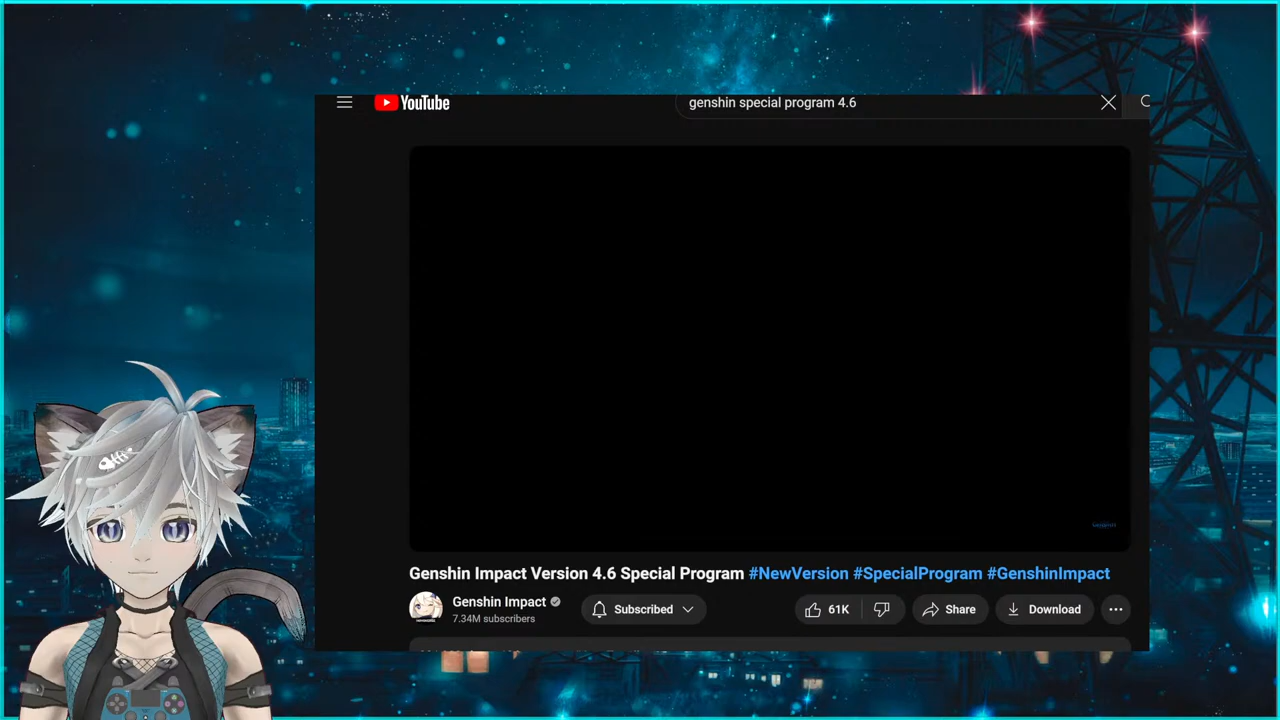 YouTube
genshin special program 4.6
Genshin Impact Version 4.6 Special Program #NewVersion #SpecialProgram #GenshinImpact
Genshin Impact
7.34M subscribers
Subscribed
61K
Share
Download